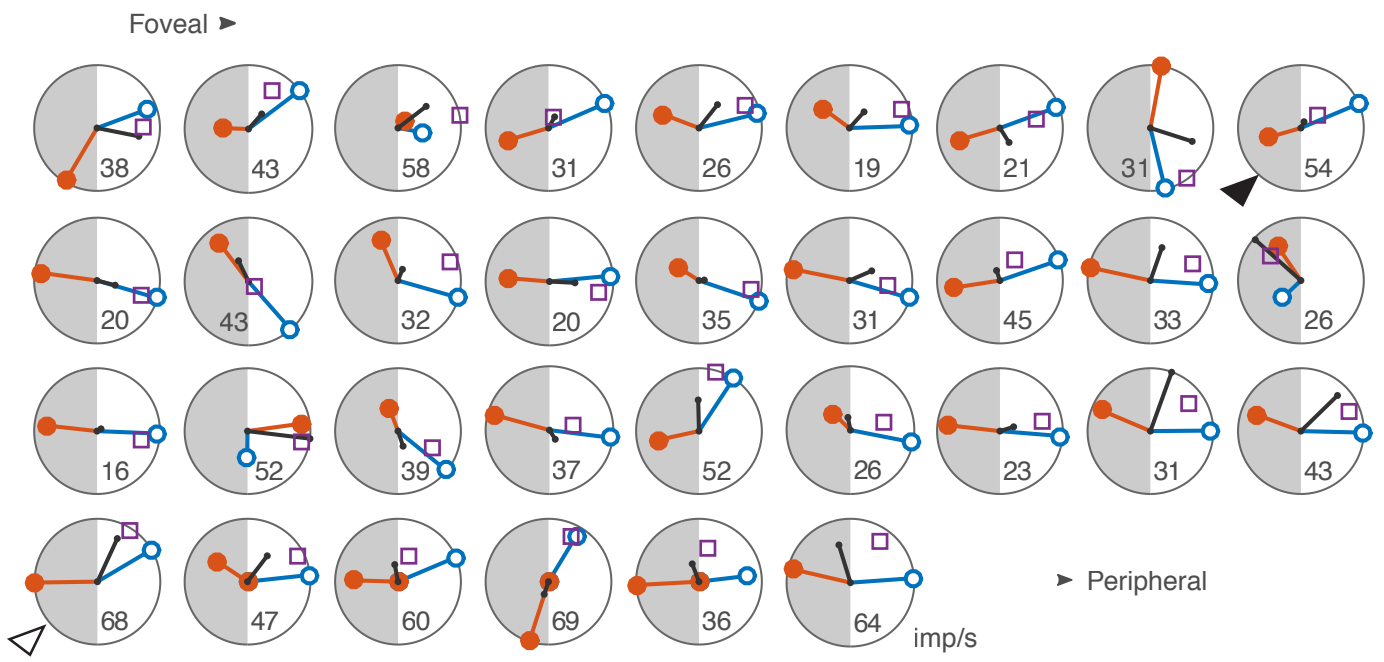 Foveal
38 43 58 31 26 19 21 31 54
20 43 32 20 35 31 45 33 26
16 52 39 37 52 26 23 31 43
68 47 60 69 36 64 imp/s
Peripheral